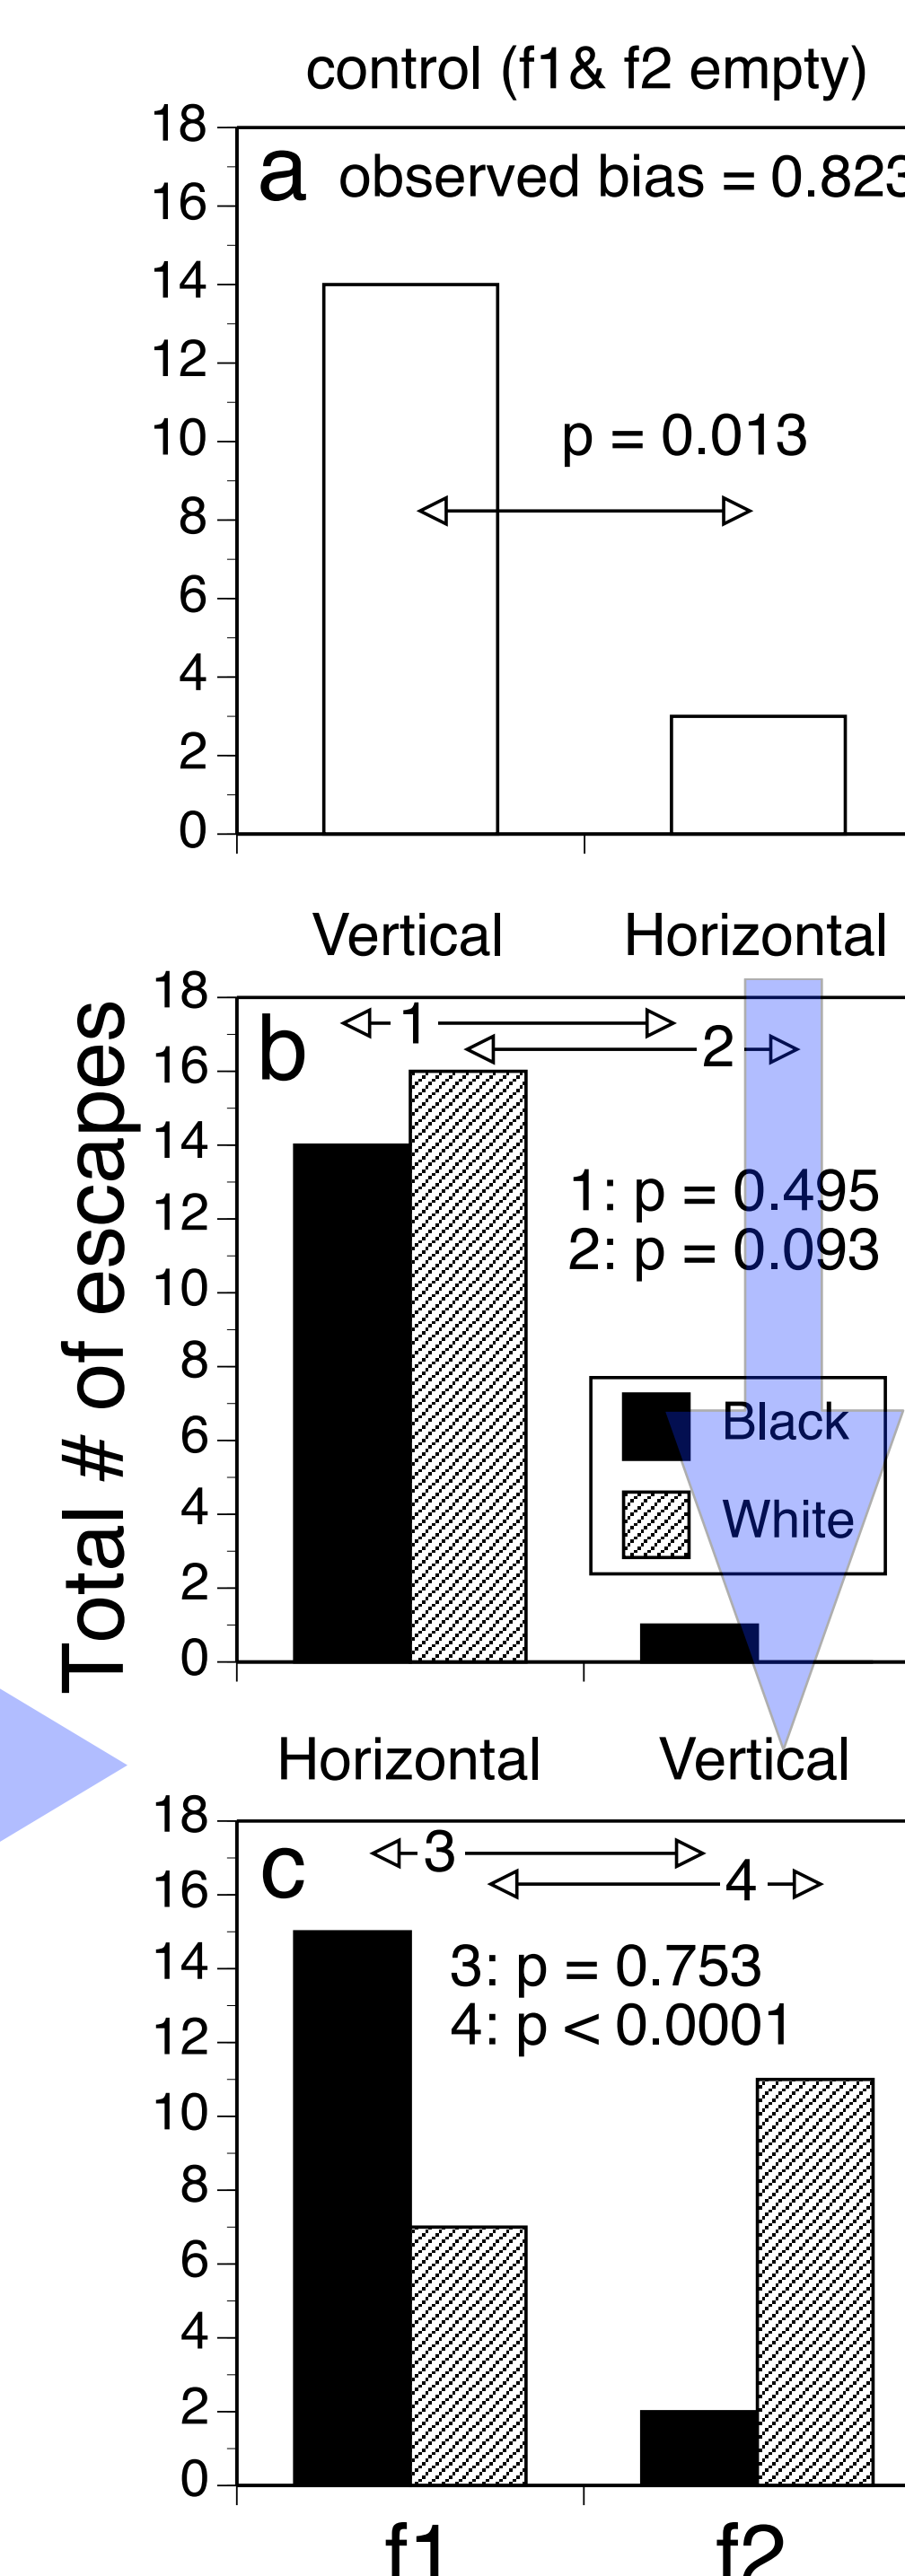 control (f1& f2 empty)
18
a observed bias = 0.823
16
14
12
p = 0.013
10
8
6
4
2
0
Total # of escapes
Vertical Horizontal
18
b 1
2
16
14
1: p = 0.495
12
2: p = 0.093
10
8
Black
6
White
4
2
0
Horizontal Vertical
18
c 3
4
16
3: p = 0.753
14
4: p < 0.0001
12
10
8
6
4
2
0
f1 f2